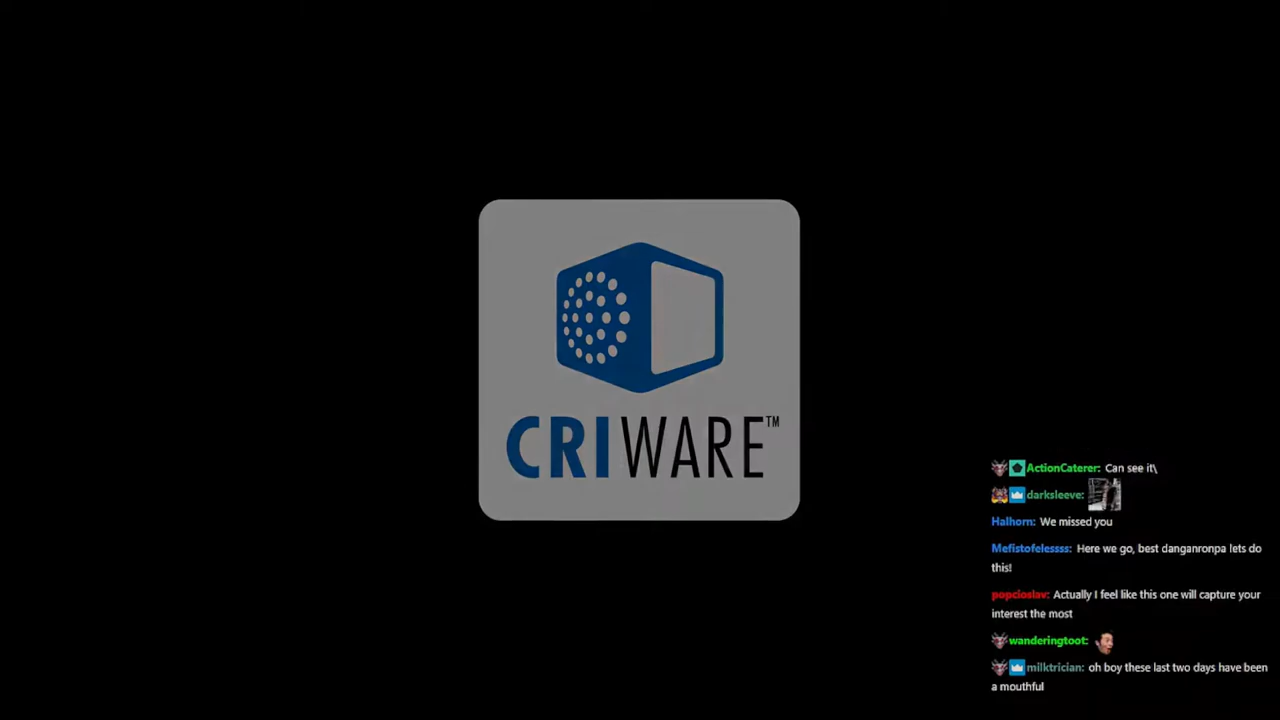 CRIWARE™
ActionCaterer: Can see it\
darksleeve:
Halhorn: We missed you
Mefistofelessss: Here we go, best danganronpa lets do
this!
popcioslav: Actually I feel like this one will capture your
interest the most
wanderingtoot:
milktrician: oh boy these last two days have been
a mouthful